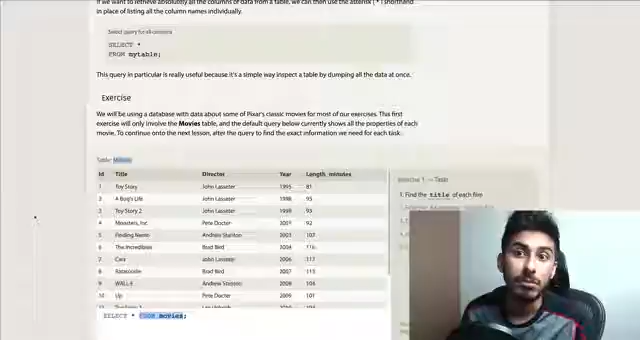 If we want to retrieve absolutely all the columns of data from a table, we can then use the asterisk ( * ) shorthand
in place of listing all the column names individually.
Select query for all columns
SELECT *
FROM mytable;
This query in particular is really useful because it's a simple way inspect a table by dumping all the data at once.
Exercise
We will be using a database with data about some of Pixar's classic movies for most of our exercises. This first
exercise will only involve the Movies table, and the default query below currently shows all the properties of each
movie. To continue onto the next lesson, alter the query to find the exact information we need for each task.
Table: Movies
Id Title Director Year Length_minutes
1 Toy Story John Lasseter 1995 81
2 A Bug's Life John Lasseter 1998 95
3 Toy Story 2 John Lasseter 1999 93
4 Monsters, Inc. Pete Docter 2001 92
5 Finding Nemo Andrew Stanton 2003 107
6 The Incredibles Brad Bird 2004 116
7 Cars John Lasseter 2006 117
8 Ratatouille Brad Bird 2007 115
9 WALL-E Andrew Stanton 2008 104
10 Up Pete Docter 2009 101
SELECT * FROM movies;
Exercise 1 — Tasks
1. Find the title of each film